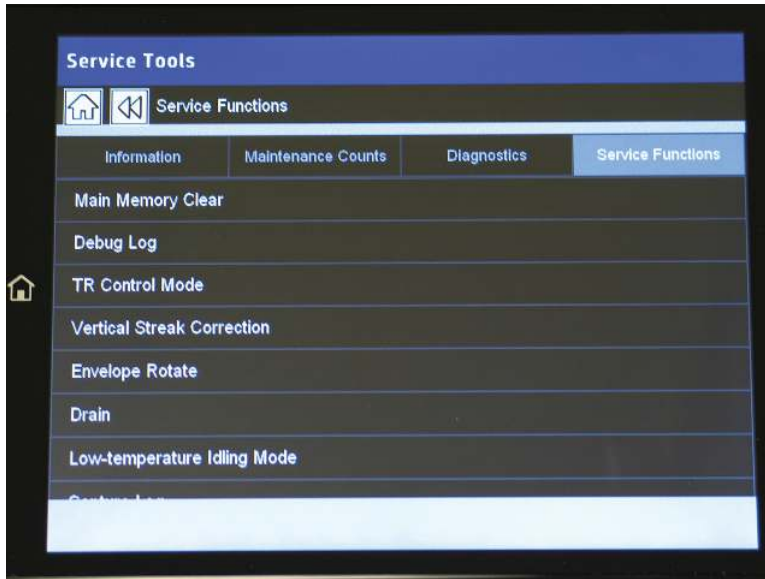 Service Tools
Service Functions
Information Maintenance Counts Diagnostics Service Functions
Main Memory Clear
Debug Log
TR Control Mode
Vertical Streak Correction
Envelope Rotate
Drain
Low-temperature Idling Mode